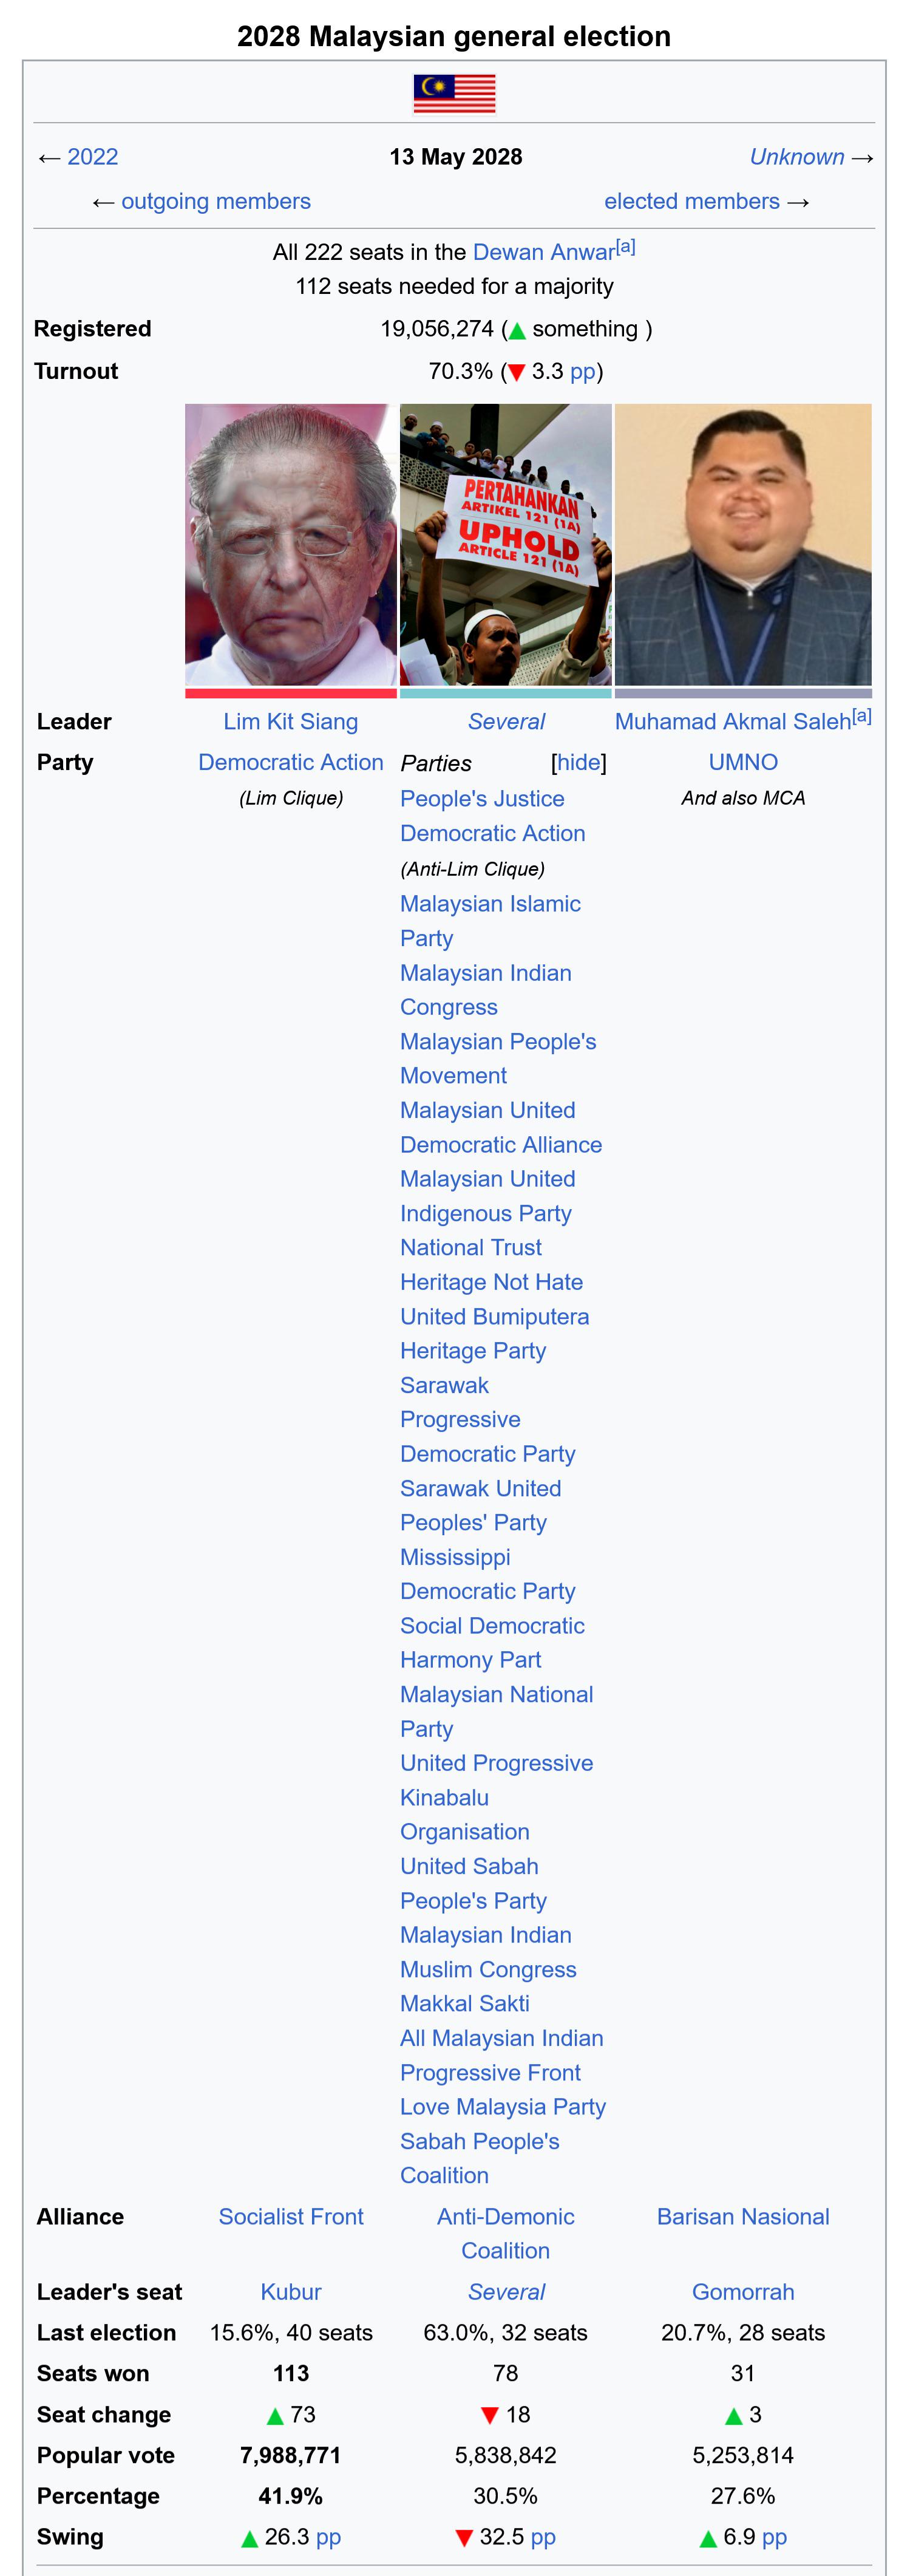 2028 Malaysian general election
← 2022 13 May 2028 Unknown →
← outgoing members elected members →
All 222 seats in the Dewan Anwar[a]
112 seats needed for a majority
Registered 19,056,274 (▲ something )
Turnout 70.3% (▼ 3.3 pp)
PERTAHANKAN
ARTIKEL 121 (1A)
UPHOLD
ARTICLE 121 (1A)
Leader Lim Kit Siang Several Muhamad Akmal Saleh[a]
Party Democratic Action Parties [hide] UMNO
(Lim Clique) People's Justice And also MCA
Democratic Action
(Anti-Lim Clique)
Malaysian Islamic
Party
Malaysian Indian
Congress
Malaysian People's
Movement
Malaysian United
Democratic Alliance
Malaysian United
Indigenous Party
National Trust
Heritage Not Hate
United Bumiputera
Heritage Party
Sarawak
Progressive
Democratic Party
Sarawak United
Peoples' Party
Mississippi
Democratic Party
Social Democratic
Harmony Part
Malaysian National
Party
United Progressive
Kinabalu
Organisation
United Sabah
People's Party
Malaysian Indian
Muslim Congress
Makkal Sakti
All Malaysian Indian
Progressive Front
Love Malaysia Party
Sabah People's
Coalition
Alliance Socialist Front Anti-Demonic Barisan Nasional
Coalition
Leader's seat Kubur Several Gomorrah
Last election 15.6%, 40 seats 63.0%, 32 seats 20.7%, 28 seats
Seats won 113 78 31
Seat change ▲ 73 ▼ 18 ▲ 3
Popular vote 7,988,771 5,838,842 5,253,814
Percentage 41.9% 30.5% 27.6%
Swing ▲ 26.3 pp ▼ 32.5 pp ▲ 6.9 pp